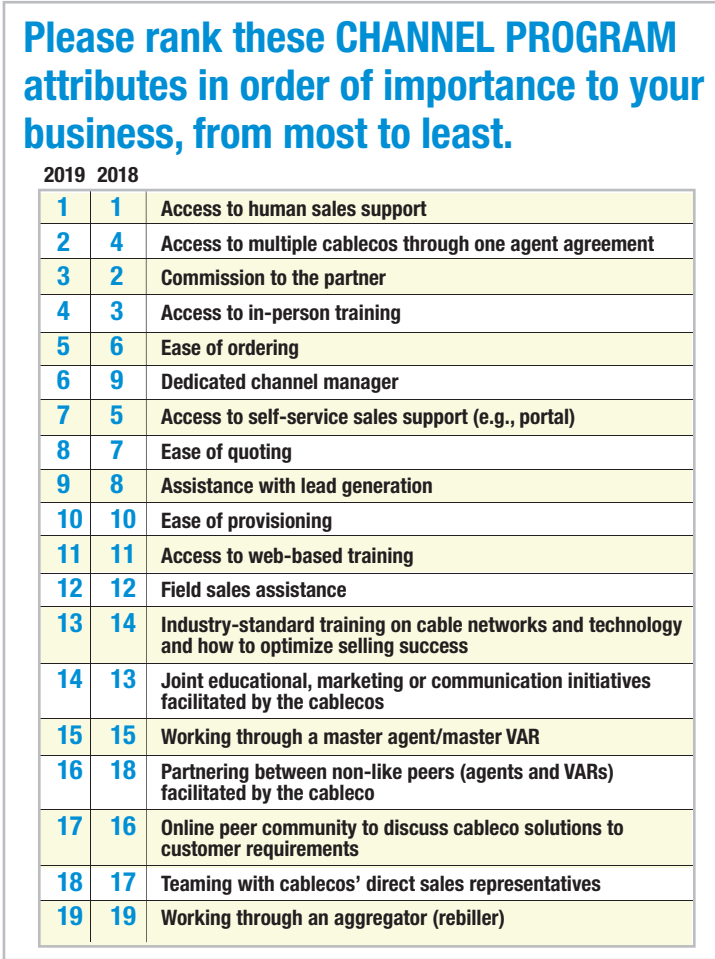 Please rank these CHANNEL PROGRAM
attributes in order of importance to your
business, from most to least.
2019 2018
1 1 Access to human sales support
2 4 Access to multiple cablecos through one agent agreement
3 2 Commission to the partner
4 3 Access to in-person training
5 6 Ease of ordering
6 9 Dedicated channel manager
7 5 Access to self-service sales support (e.g., portal)
8 7 Ease of quoting
9 8 Assistance with lead generation
10 10 Ease of provisioning
11 11 Access to web-based training
12 12 Field sales assistance
13 14 Industry-standard training on cable networks and technology
and how to optimize selling success
14 13 Joint educational, marketing or communication initiatives
facilitated by the cablecos
15 15 Working through a master agent/master VAR
16 18 Partnering between non-like peers (agents and VARs)
facilitated by the cableco
17 16 Online peer community to discuss cableco solutions to
customer requirements
18 17 Teaming with cablecos' direct sales representatives
19 19 Working through an aggregator (rebiller)